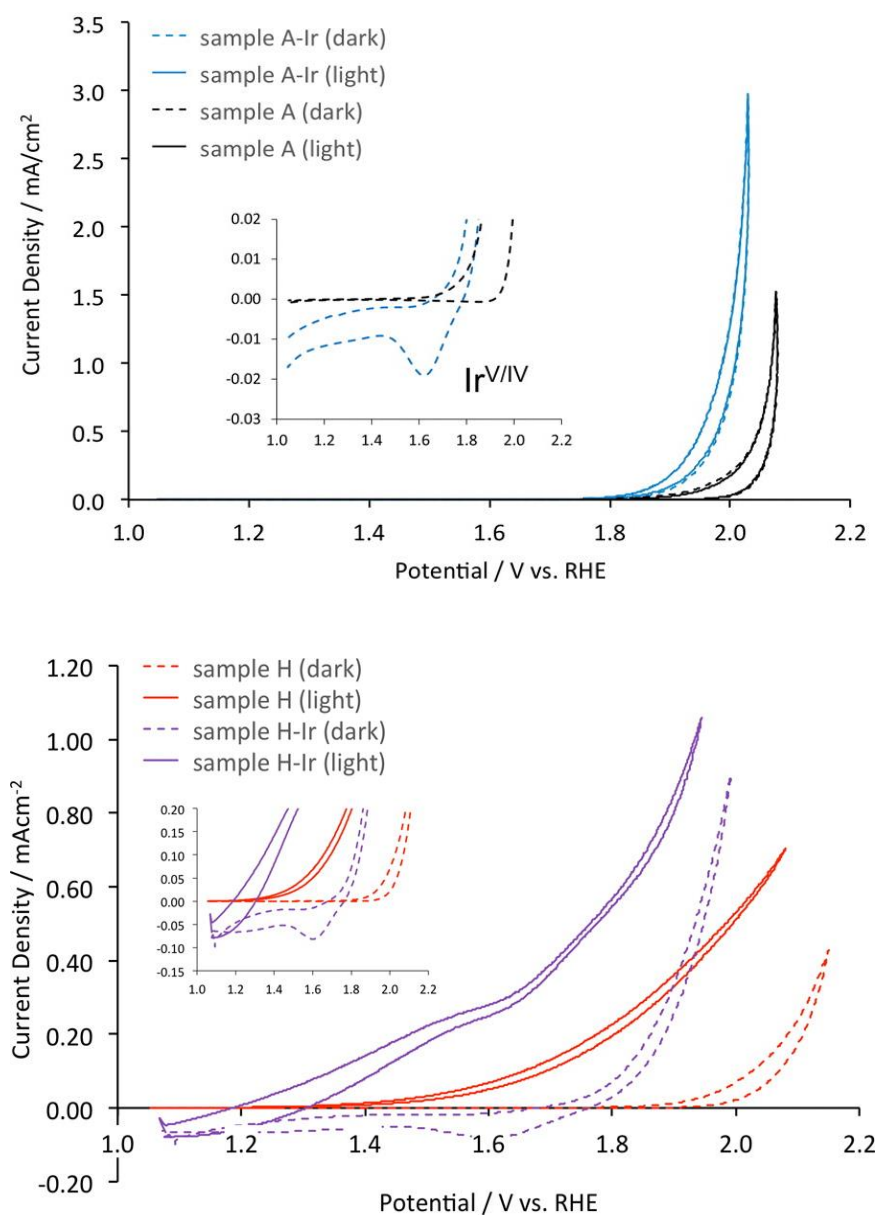 3.5
3.0
2.5
2.0
1.5
1.0
0.5
0.0
Current Density / mA/cm²
sample A-Ir (dark)
sample A-Ir (light)
sample A (dark)
sample A (light)
0.02
0.01
0.00
-0.01
-0.02
-0.03
Ir^V/IV
1.0 1.2 1.4 1.6 1.8 2.0 2.2
1.0 1.2 1.4 1.6 1.8 2.0 2.2
Potential / V vs. RHE
1.20
1.00
0.80
0.60
0.40
0.20
0.00
-0.20
Current Density / mAcm⁻²
sample H (dark)
sample H (light)
sample H-Ir (dark)
sample H-Ir (light)
0.20
0.15
0.10
0.05
0.00
-0.05
-0.10
-0.15
1.0 1.2 1.4 1.6 1.8 2.0 2.2
1.0 1.2 1.4 1.6 1.8 2.0 2.2
Potential / V vs. RHE